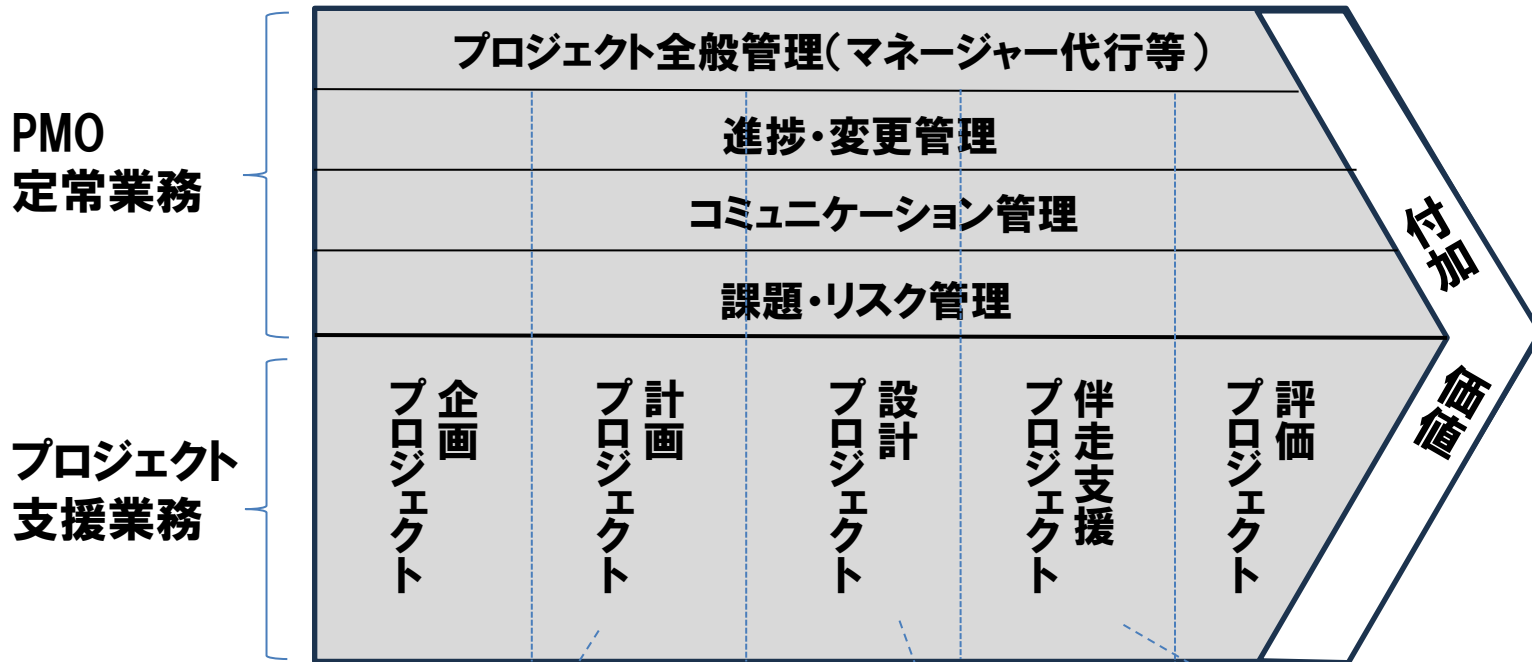 プロジェクト全般管理(マネージャー代行等)
PMO
定常業務
進捗・変更管理
コミュニケーション管理
課題・リスク管理
付加
価値
プロジェクト
支援業務
企画
プロジェクト
計画
プロジェクト
設計
プロジェクト
伴走支援
プロジェクト
評価
プロジェクト